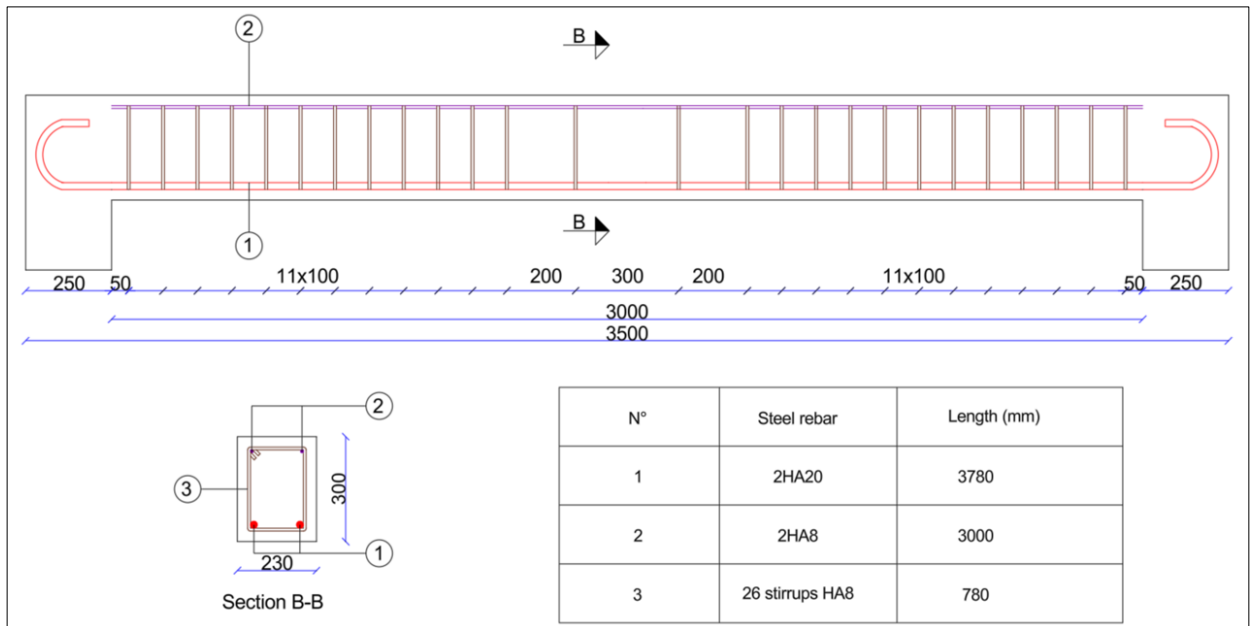 2
B
B
1
250 50 11x100 200 300 200 11x100 50 250
3000
3500
2
3
300
1
230
Section B-B
N° Steel rebar Length (mm)
1 2HA20 3780
2 2HA8 3000
3 26 stirrups HA8 780